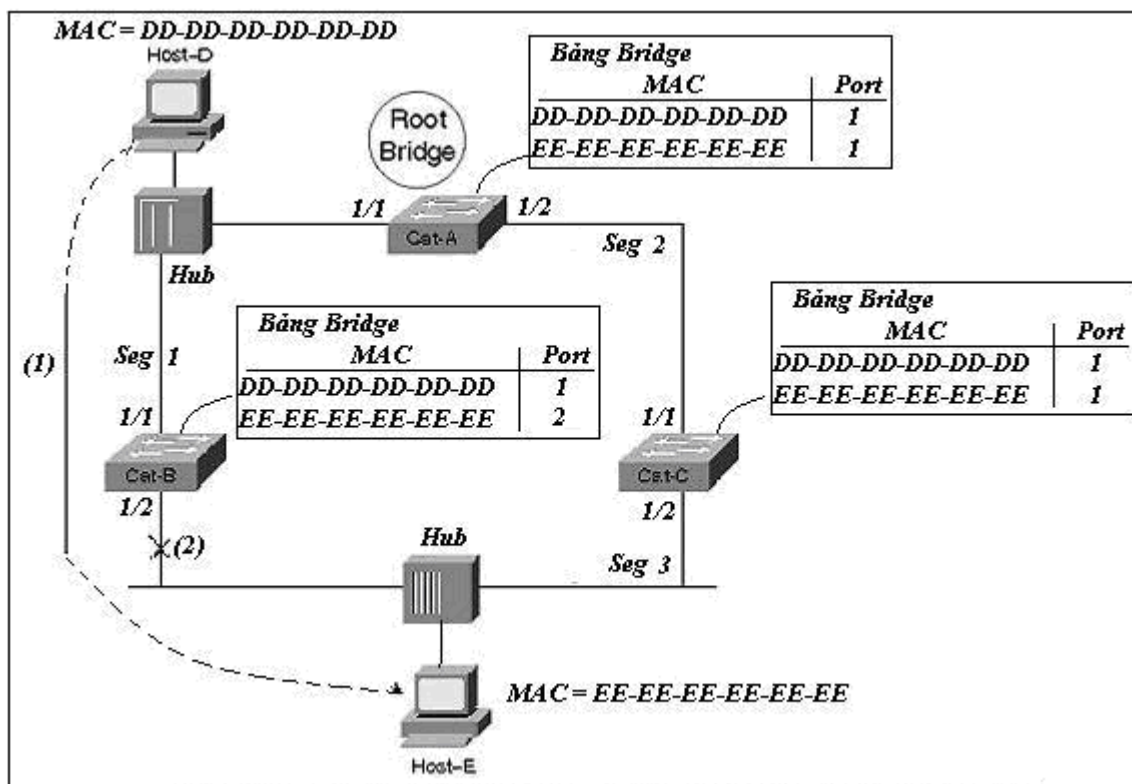 MAC = DD-DD-DD-DD-DD-DD
Host-D
Bảng Bridge
MAC Port
DD-DD-DD-DD-DD-DD 1
EE-EE-EE-EE-EE-EE 1
Root
Bridge
1/1
1/2
Cat-A
Seg 2
Hub
Bảng Bridge
MAC Port
DD-DD-DD-DD-DD-DD 1
EE-EE-EE-EE-EE-EE 2
Bảng Bridge
MAC Port
DD-DD-DD-DD-DD-DD 1
EE-EE-EE-EE-EE-EE 1
(1)
Seg 1
1/1
Cat-B
1/2
(2)
1/1
Cat-C
1/2
Hub
Seg 3
MAC = EE-EE-EE-EE-EE-EE
Host-E